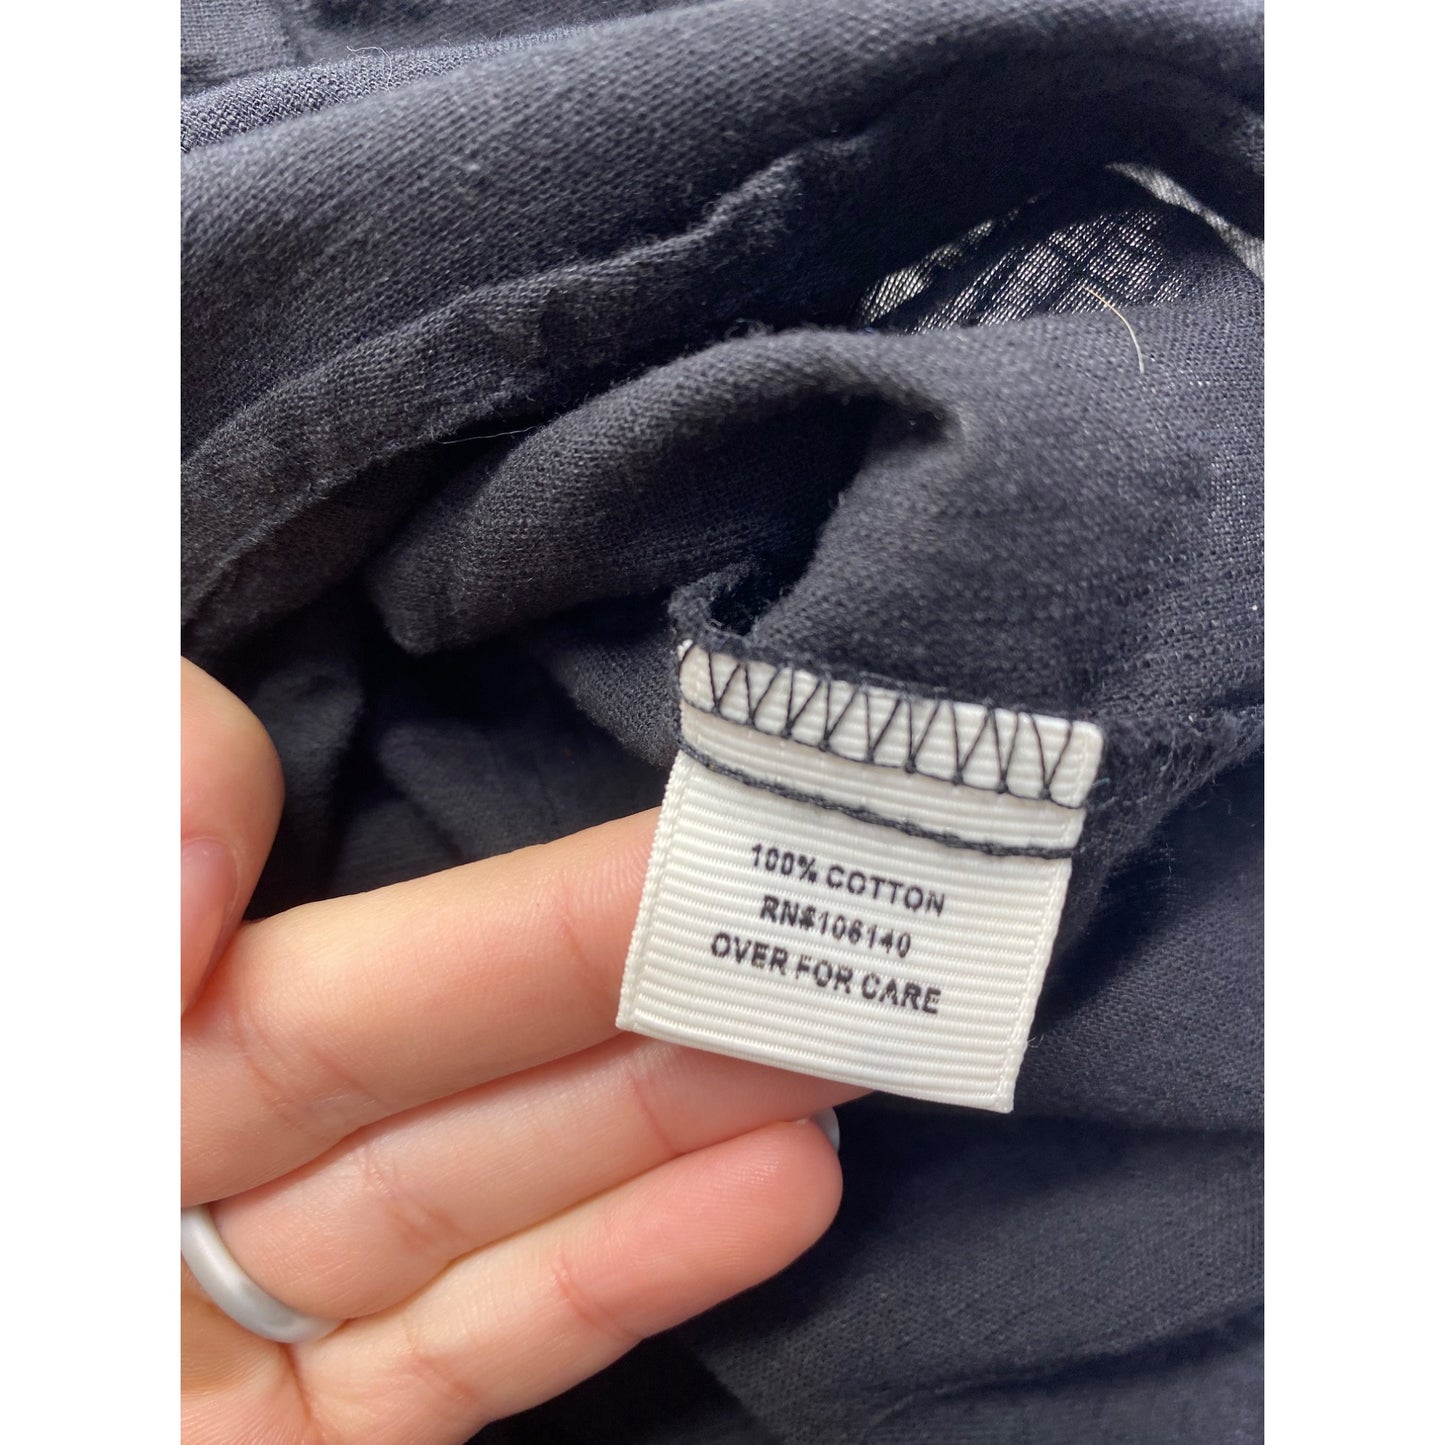 100% COTTON
RN#106140
OVER FOR CARE